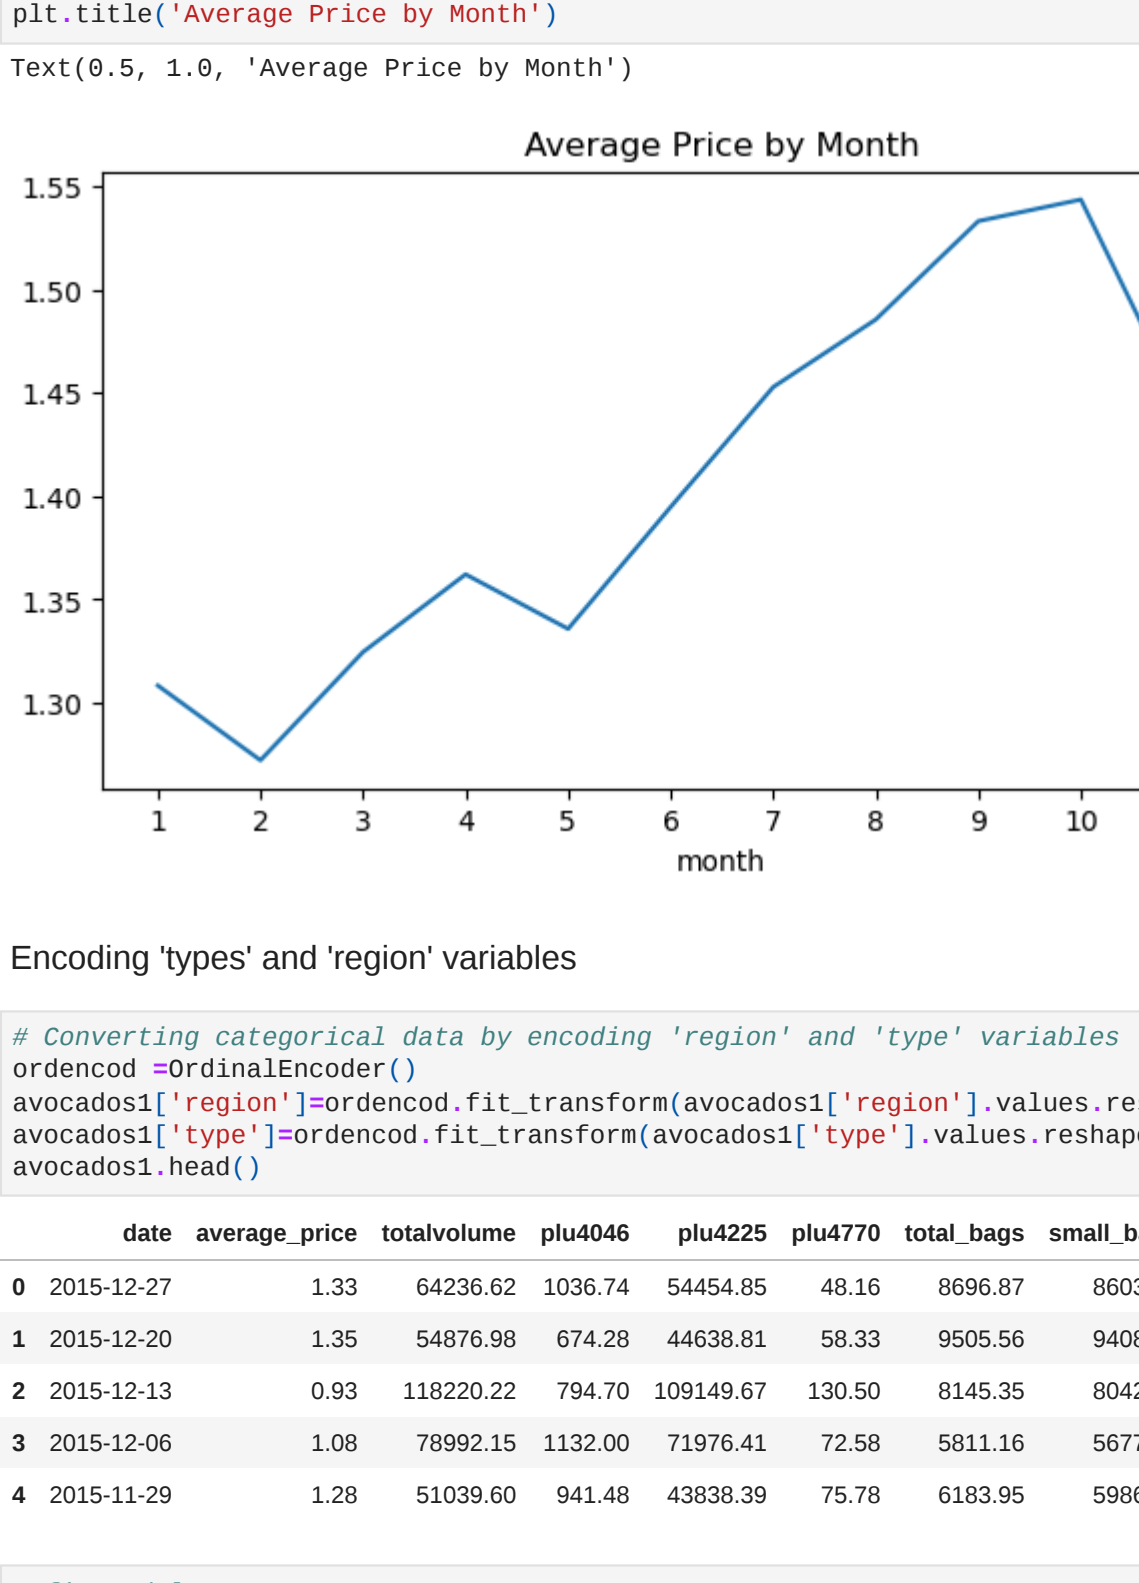 plt.title('Average Price by Month')
Text(0.5, 1.0, 'Average Price by Month')
Average Price by Month
1.55
1.50
1.45
1.40
1.35
1.30
1 2 3 4 5 6 7 8 9 10
month
Encoding 'types' and 'region' variables
# Converting categorical data by encoding 'region' and 'type' variables
ordencod =OrdinalEncoder()
avocados1['region']=ordencod.fit_transform(avocados1['region'].values.res
avocados1['type']=ordencod.fit_transform(avocados1['type'].values.reshape
avocados1.head()
date average_price totalvolume plu4046 plu4225 plu4770 total_bags small_b
0 2015-12-27 1.33 64236.62 1036.74 54454.85 48.16 8696.87 8603
1 2015-12-20 1.35 54876.98 674.28 44638.81 58.33 9505.56 9408
2 2015-12-13 0.93 118220.22 794.70 109149.67 130.50 8145.35 8042
3 2015-12-06 1.08 78992.15 1132.00 71976.41 72.58 5811.16 5677
4 2015-11-29 1.28 51039.60 941.48 43838.39 75.78 6183.95 5986